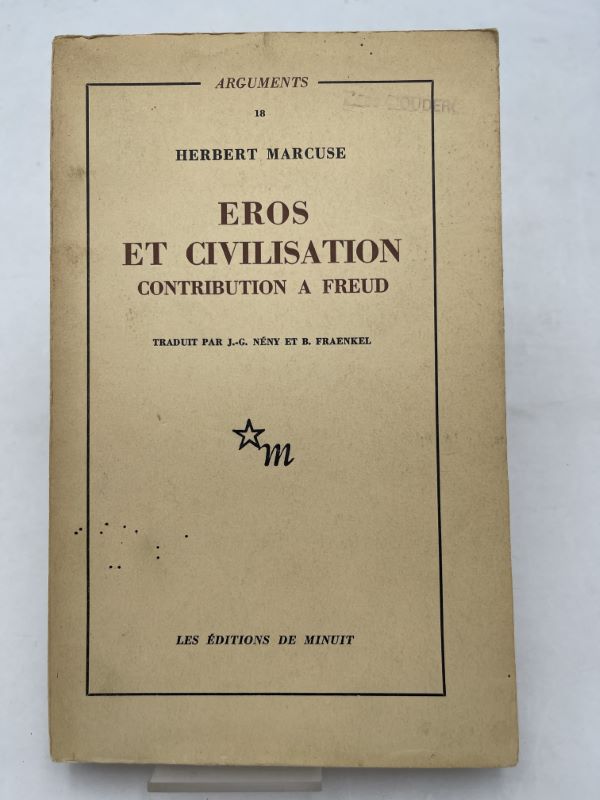 ARGUMENTS
18
HERBERT MARCUSE
EROS
ET CIVILISATION
CONTRIBUTION A FREUD
TRADUIT PAR J.-G. NÉNY ET B. FRAENKEL
m
LES ÉDITIONS DE MINUIT